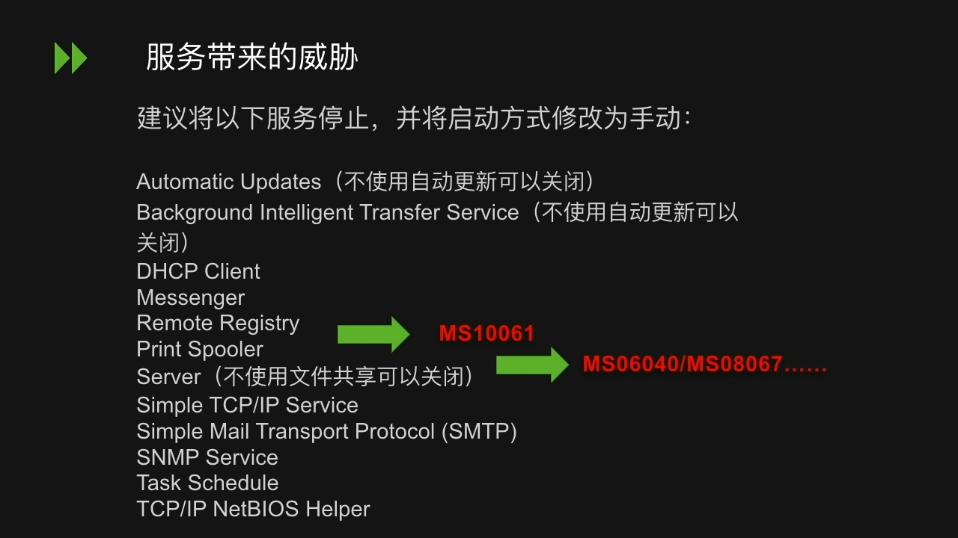 服务带来的威胁
建议将以下服务停止，并将启动方式修改为手动：
Automatic Updates（不使用自动更新可以关闭）
Background Intelligent Transfer Service（不使用自动更新可以
关闭）
DHCP Client
Messenger
Remote Registry
MS10061
Print Spooler
MS06040/MS08067……
Server（不使用文件共享可以关闭）
Simple TCP/IP Service
Simple Mail Transport Protocol (SMTP)
SNMP Service
Task Schedule
TCP/IP NetBIOS Helper